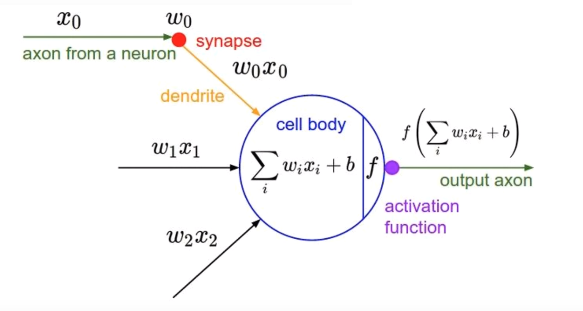 x₀ w₀
synapse
axon from a neuron
w₀x₀
dendrite
cell body
f(∑ᵢ wᵢxᵢ + b)
w₁x₁
∑ᵢ wᵢxᵢ + b f
output axon
activation
function
w₂x₂